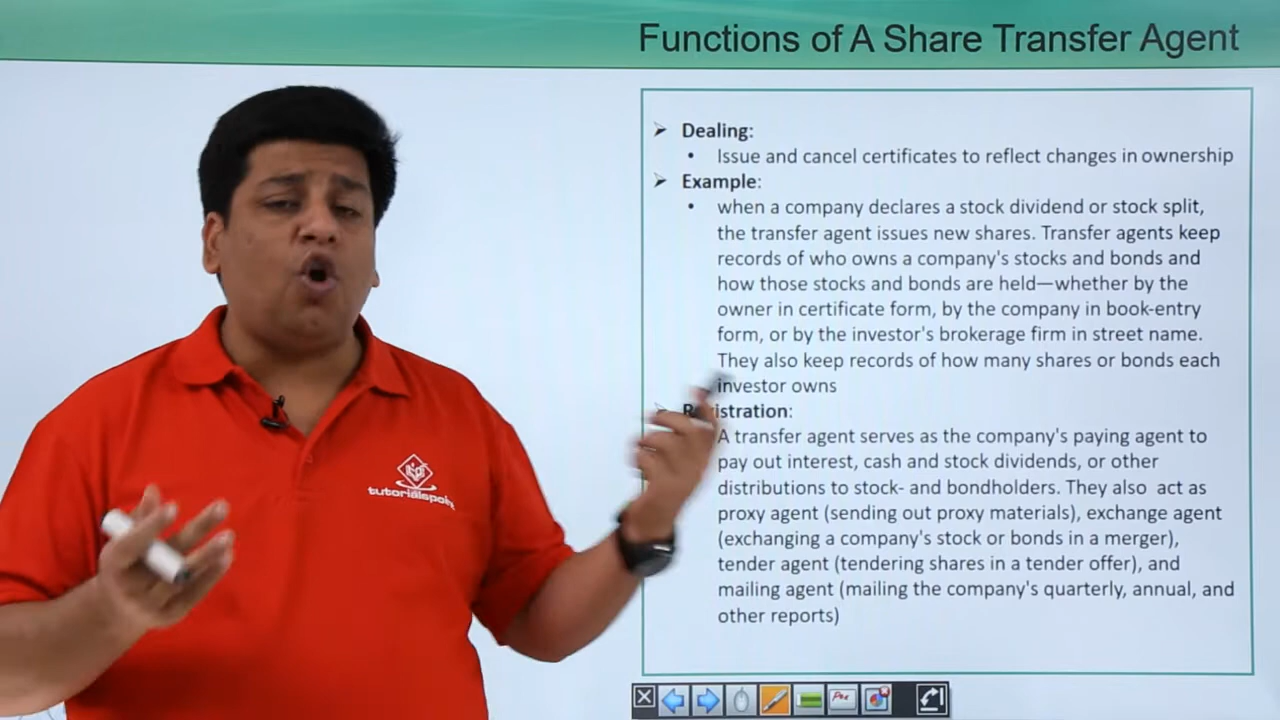 Functions of A Share Transfer Agent
➢ Dealing:
• Issue and cancel certificates to reflect changes in ownership
➢ Example:
• when a company declares a stock dividend or stock split,
the transfer agent issues new shares. Transfer agents keep
records of who owns a company's stocks and bonds and
how those stocks and bonds are held—whether by the
owner in certificate form, by the company in book-entry
form, or by the investor's brokerage firm in street name.
They also keep records of how many shares or bonds each
investor owns
➢ Registration:
A transfer agent serves as the company's paying agent to
pay out interest, cash and stock dividends, or other
distributions to stock- and bondholders. They also act as
proxy agent (sending out proxy materials), exchange agent
(exchanging a company's stock or bonds in a merger),
tender agent (tendering shares in a tender offer), and
mailing agent (mailing the company's quarterly, annual, and
other reports)
tutorialspoint